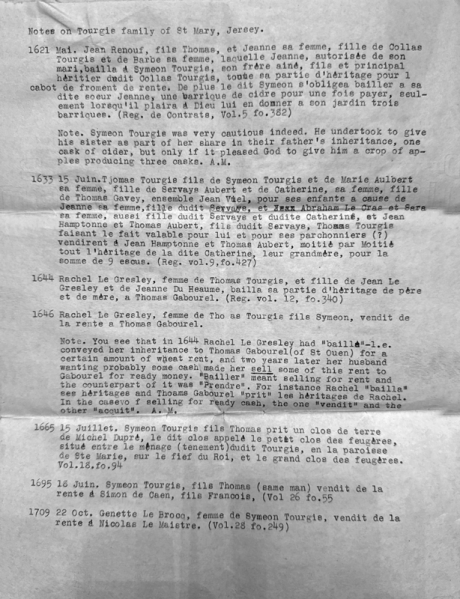 Notes on Tourgis family of St Mary, Jersey.
1621 Mai. Jean Renouf, fils Thomas, et Jeanne sa femme, fille de Collas
Tourgis et de Barbe sa femme, laquelle Jeanne, autorisée de son
mari,bailla à Symeon Tourgis, son frère ainé, fils et principal
héritier dudit Collas Tourgis, toute sa partie d'héritage pour 1
cabot de froment de rente. De plus le dit Symeon s'obligea bailler a sa
dite soeur Jeanne, une barrique de cidre pour une fois payer, seul-
ement lorsqu'il plaira à Dieu lui en donner a son jardin trois
barriques. (Reg. de Contrats, Vol.5 fo.382)
Note. Symeon Tourgis was very cautious indeed. He undertook to give
his sister as part of her share in their father's inheritance, one
cask of cider, but only if it pleased God to give him a crop of ap-
ples producing three casks. A.M.
1633 15 Juin.Tjomas Tourgis fils de Symeon Tourgis et de Marie Aulbert
sa femme, fille de Servays Aubert et de Catherine, sa femme, fille
de Thomas Gavey, ensemble Jean Viel, pour ses enfants a cause de
Jeanne sa femme,fille dudit Servays, et Jean Abraham Le Cras et Sara
sa femme, aussi fille dudit Servays et dudite Catherine, et Jean
Hamptonne et Thomas Aubert, fils dudit Servays, Thomas Tourgis
faisant le fait valable pour lui et pour ses parchonniers (?)
vendirent à Jean Hamptonne et Thomas Aubert, moitié par Moitié
tout l'héritage de la dite Catherine, leur grandmère, pour la
somme de 9 escus. (Reg. vol.9,fo.427)
1644 Rachel Le Gresley, femme de Thomas Tourgis, et fille de Jean Le
Gresley et de Jeanne Du Heaume, bailla sa partie d'héritage de père
et de mère, a Thomas Gabourel. (Reg. vol. 12, fo.340)
1646 Rachel Le Gresley, femme de Tho as Tourgis fils Symeon, vendit de
la rente a Thomas Gabourel.
Note. You see that in 1644 Rachel Le Gresley had "baillé"-i.e.
conveyed her inheritance to Thomas Gabourel(of St Ouen) for a
certain amount of wheat rent, and two years later her husband
wanting probably some cash made her sell some of this rent to
Gabourel for ready money. "Bailler" meant selling for rent and
the counterpart of it was "Prendre". For instance Rachel "bailla"
ses héritages and Thoams Gabourel "prit" les héritages de Rachel.
In the casevo f selling for ready cash, the one "vendit" and the
other "acquit". A.M.
1665 15 Juillet. Symeon Tourgis fils Thomas prit un clos de terre
de Michel Dupré, le dit clos appelé le petit clos des feugères,
situé entre le ménage (tenement)dudit Tourgis, en la paroisse
de Ste Marie, sur le fief du Roi, et le grand clos des feugères.
Vol.18,fo.94
1695 18 Juin. Symeon Tourgis, fils Thomas (same man) vendit de la
rente à Simon de Caen, fils Francois, (Vol 26 fo.55
1709 22 Oct. Genette Le Brocq, femme de Symeon Tourgis, vendit de la
rente à Nicolas Le Maistre. (Vol.28 fo.249)